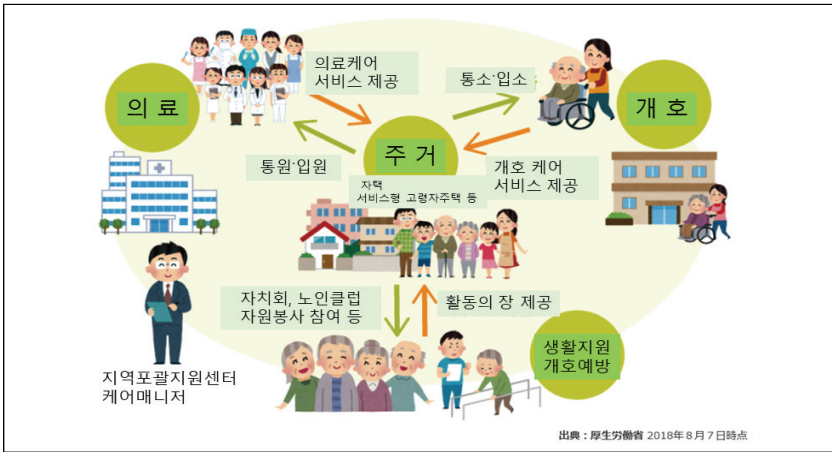 의료케어
서비스 제공
통소·입소
의 료
개 호
주 거
통원·입원
개호 케어
서비스 제공
자택
서비스형 고령자주택 등
자치회, 노인클럽
자원봉사 참여 등
활동의 장 제공
생활지원
개호예방
지역포괄지원센터
케어매니저
出典：厚生労働省 2018年8月7日時点